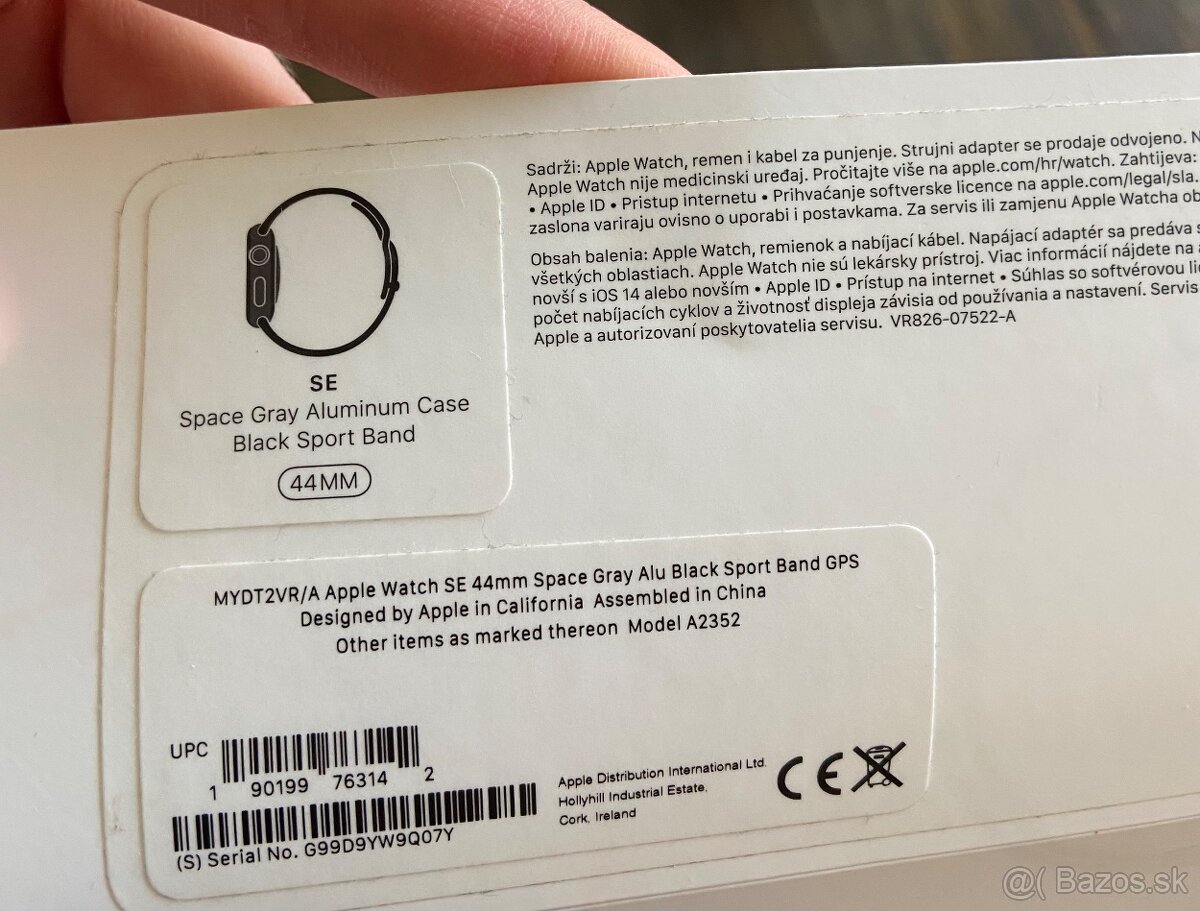 Sadrži: Apple Watch, remen i kabel za punjenje. Strujni adapter se prodaje odvojeno.
Apple Watch nije medicinski uređaj. Pročitajte više na apple.com/hr/watch. Zahtijeva:
• Apple ID • Pristup internetu • Prihvaćanje softverske licence na apple.com/legal/sla.
zaslona variraju ovisno o uporabi i postavkama. Za servis ili zamjenu Apple Watcha
Obsah balenia: Apple Watch, remienok a nabíjací kábel. Napájací adaptér sa predáva
všetkých oblastiach. Apple Watch nie sú lekársky prístroj. Viac informácií nájdete na
novší s iOS 14 alebo novším • Apple ID • Prístup na internet • Súhlas so softvérovou
počet nabíjacích cyklov a životnosť displeja závisia od používania a nastavení. Servis
Apple a autorizovaní poskytovatelia servisu. VR826-07522-A
SE
Space Gray Aluminum Case
Black Sport Band
44MM
MYDT2VR/A Apple Watch SE 44mm Space Gray Alu Black Sport Band GPS
Designed by Apple in California Assembled in China
Other items as marked thereon Model A2352
UPC
1 90199 76314 2
(S) Serial No. G99D9YW9Q07Y
Apple Distribution International Ltd.
Hollyhill Industrial Estate,
Cork, Ireland
CE
@( Bazos.sk